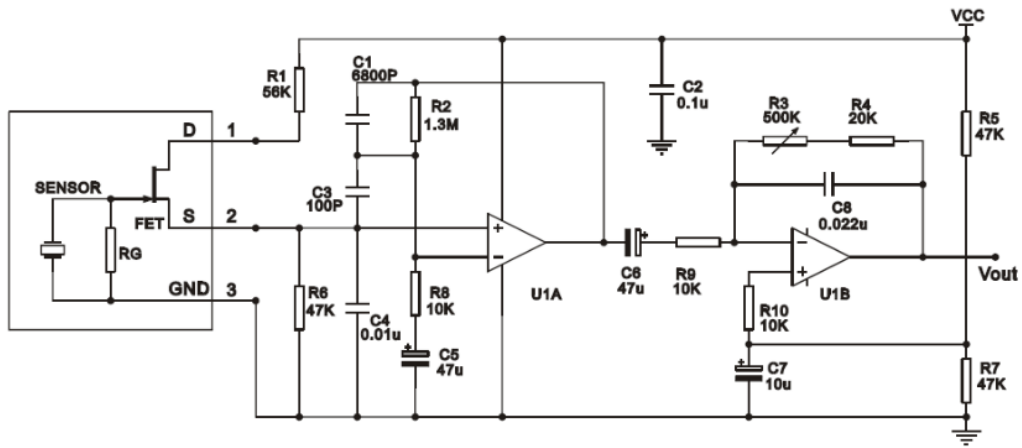 VCC
C1
6800P
R1
56K
R2
1.3M
C2
0.1u
R3
500K
R4
20K
R5
47K
D 1
SENSOR
FET
S 2
C3
100P
C8
0.022u
RG
+
−
+
−
+
Vout
GND 3
R6
47K
C4
0.01u
R8
10K
U1A
C6
47u
R9
10K
U1B
R10
10K
+
C5
47u
+
C7
10u
R7
47K